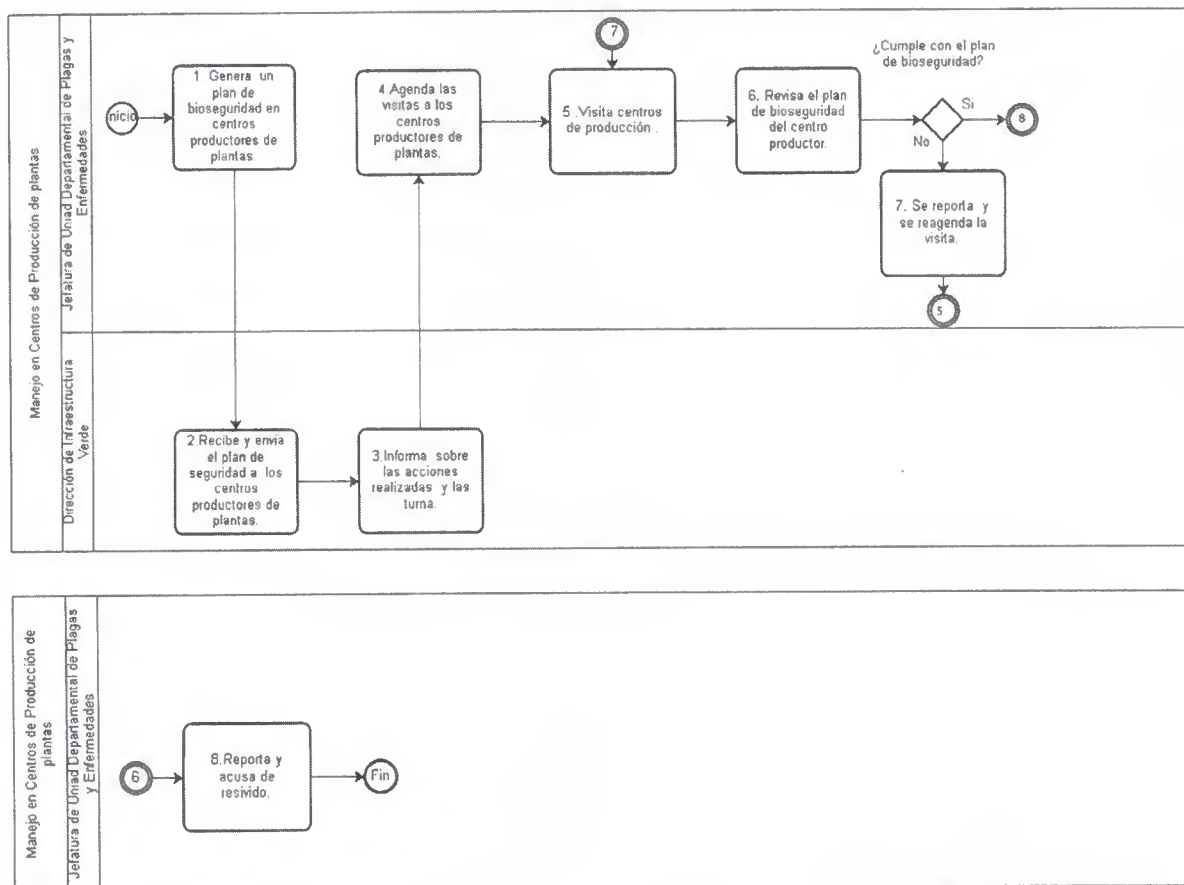 Manejo en Centros de Producción de plantas
Jefatura de Uniad Departamental de Plagas y
Enfermedades
nicio
1. Genera un
plan de
bioseguridad en
centros
productores de
plantas.
4.Agenda las
visitas a los
centros
productores de
plantas.
7
5 .Visita centros
de producción .
6. Revisa el plan
de bioseguridad
del centro
productor.
¿Cumple con el plan
de bioseguridad?
Si
8
No
7. Se reporta y
se reagenda la
visita.
5
Dirección de Infraestructura
Verde
2.Recibe y envia
el plan de
seguridad a los
centros
productores de
plantas.
3.Informa sobre
las acciones
realizadas y las
turna.
Manejo en Centros de Producción de
plantas
Jefatura de Uniad Departamental de Plagas
y Enfermedades
6
8.Reporta y
acusa de
resivido.
Fin